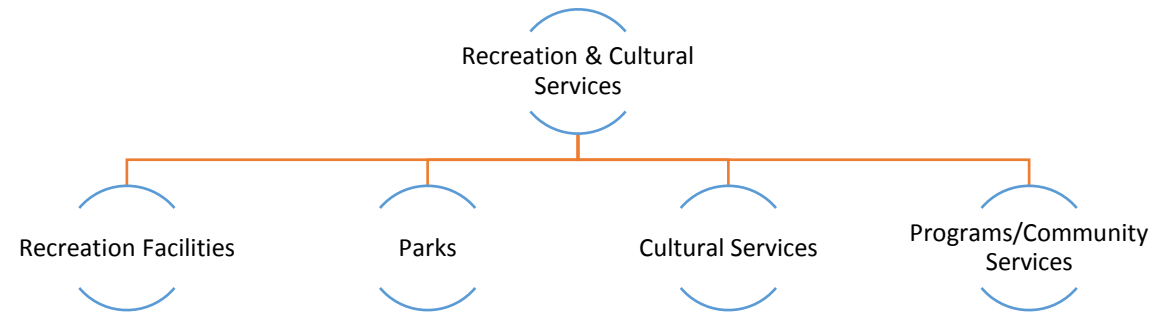 Recreation & Cultural
Services
Recreation Facilities
Parks
Cultural Services
Programs/Community
Services